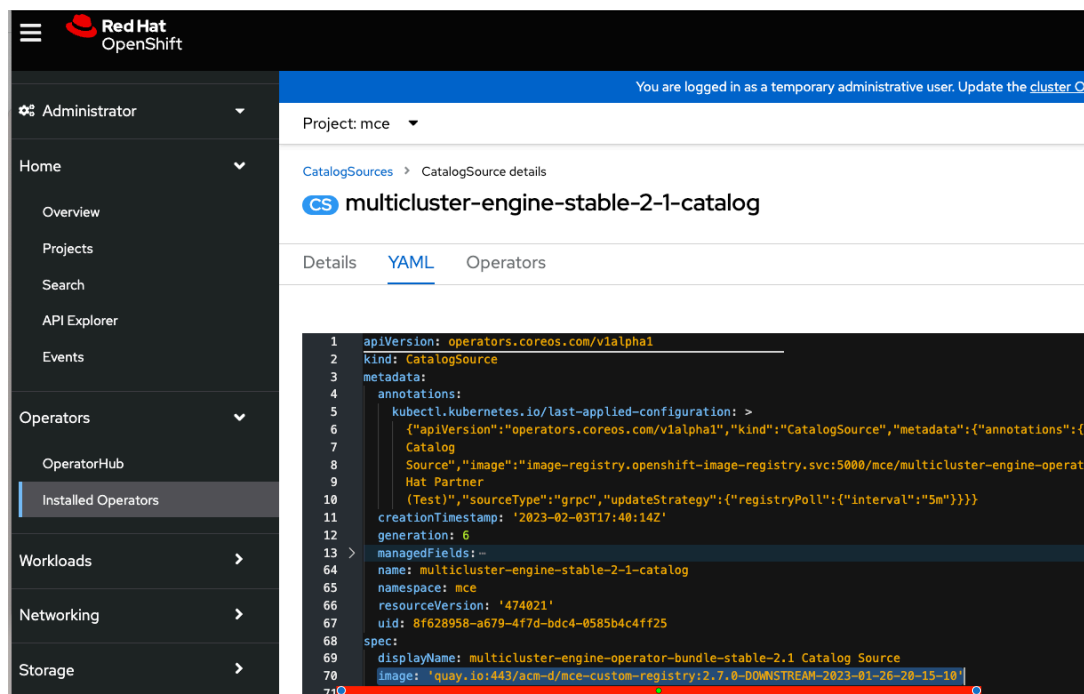 Red Hat
OpenShift
You are logged in as a temporary administrative user. Update the cluster O
Administrator
Home
Overview
Projects
Search
API Explorer
Events
Operators
OperatorHub
Installed Operators
Workloads
Networking
Storage
Project: mce
CatalogSources > CatalogSource details
CS multicluster-engine-stable-2-1-catalog
Details YAML Operators
1 apiVersion: operators.coreos.com/v1alpha1
2 kind: CatalogSource
3 metadata:
4 annotations:
5 kubectl.kubernetes.io/last-applied-configuration: >
6 {"apiVersion":"operators.coreos.com/v1alpha1","kind":"CatalogSource","metadata":{"annotations":{
7 Catalog
8 Source","image":"image-registry.openshift-image-registry.svc:5000/mce/multicluster-engine-operat
9 Hat Partner
10 (Test)","sourceType":"grpc","updateStrategy":{"registryPoll":{"interval":"5m"}}}}
11 creationTimestamp: '2023-02-03T17:40:14Z'
12 generation: 6
13 > managedFields: ⋯
64 name: multicluster-engine-stable-2-1-catalog
65 namespace: mce
66 resourceVersion: '474021'
67 uid: 8f628958-a679-4f7d-bdc4-0585b4c4ff25
68 spec:
69 displayName: multicluster-engine-operator-bundle-stable-2.1 Catalog Source
70 image: 'quay.io:443/acm-d/mce-custom-registry:2.7.0-DOWNSTREAM-2023-01-26-20-15-10'
71